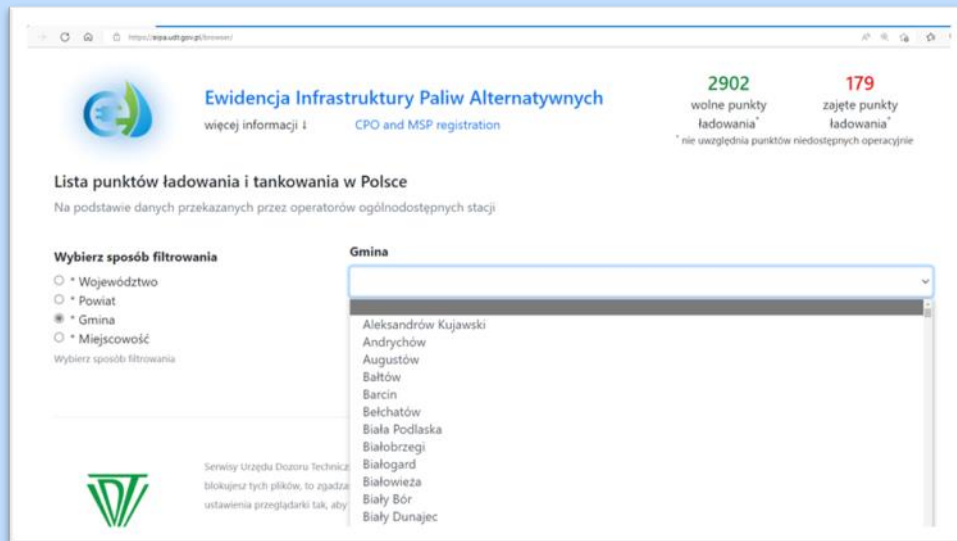 https://eipa.udt.gov.pl/browser/
Ewidencja Infrastruktury Paliw Alternatywnych
więcej informacji ↓ CPO and MSP registration
2902
wolne punkty
ładowania*
179
zajęte punkty
ładowania*
* nie uwzględnia punktów niedostępnych operacyjnie
Lista punktów ładowania i tankowania w Polsce
Na podstawie danych przekazanych przez operatorów ogólnodostępnych stacji
Wybierz sposób filtrowania
* Województwo
* Powiat
* Gmina
* Miejscowość
Wybierz sposób filtrowania
Gmina
Aleksandrów Kujawski
Andrychów
Augustów
Bałtów
Barcin
Bełchatów
Biała Podlaska
Białobrzegi
Białogard
Białowieża
Biały Bór
Biały Dunajec
Serwisy Urzędu Dozoru Technicz
blokujesz tych plików, to zgadza
ustawienia przeglądarki tak, aby
UDT